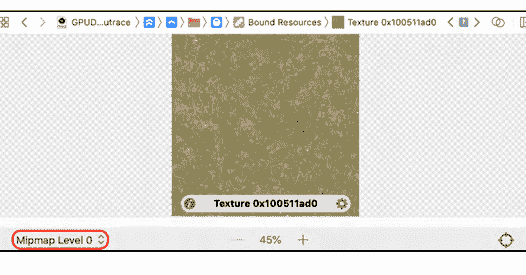 GPUD...utrace Bound Resources Texture 0x100511ad0
Texture 0x100511ad0
Mipmap Level 0 45%